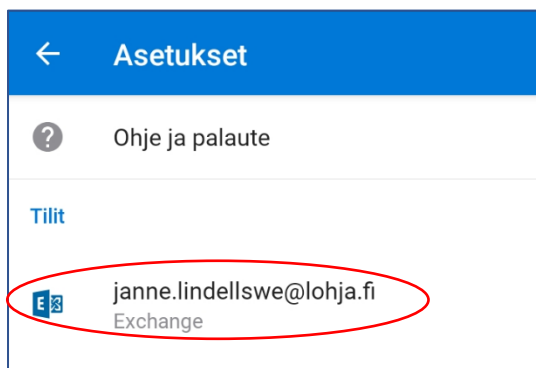 Asetukset
Ohje ja palaute
Tilit
janne.lindellswe@lohja.fi
Exchange